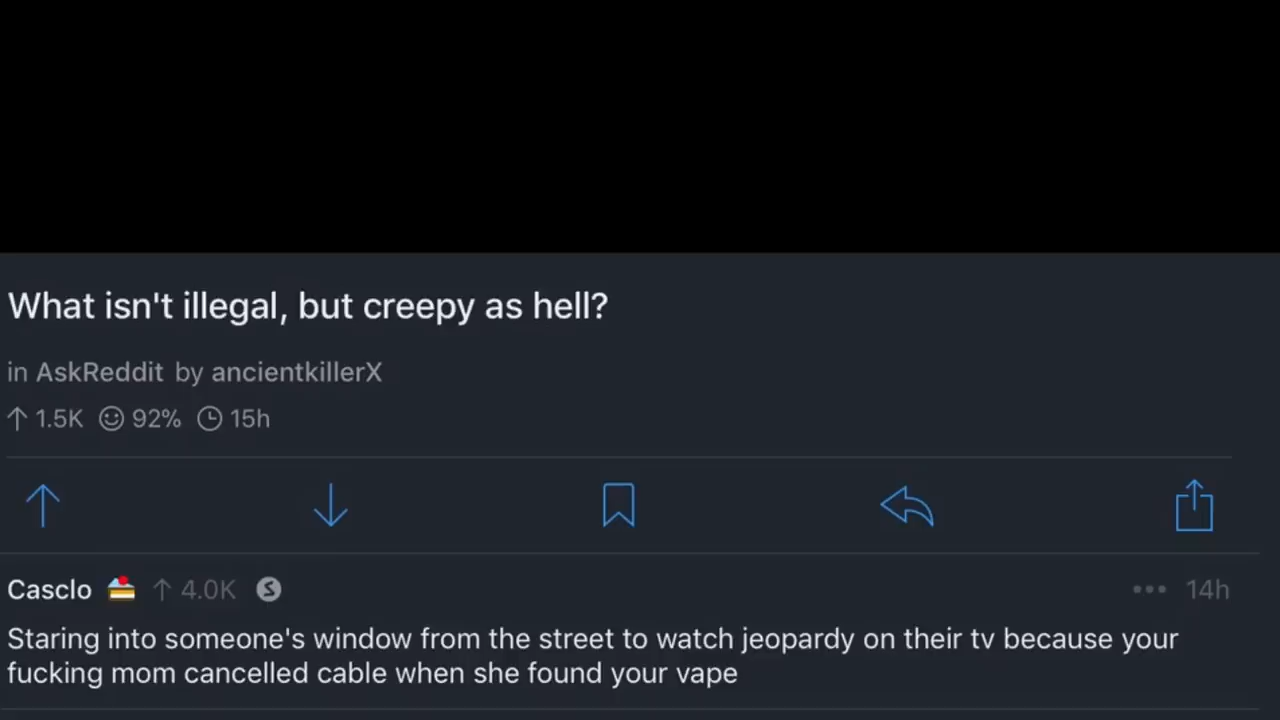 What isn't illegal, but creepy as hell?
in AskReddit by ancientkillerX
1.5K 92% 15h
Casclo 4.0K S 14h
Staring into someone's window from the street to watch jeopardy on their tv because your
fucking mom cancelled cable when she found your vape